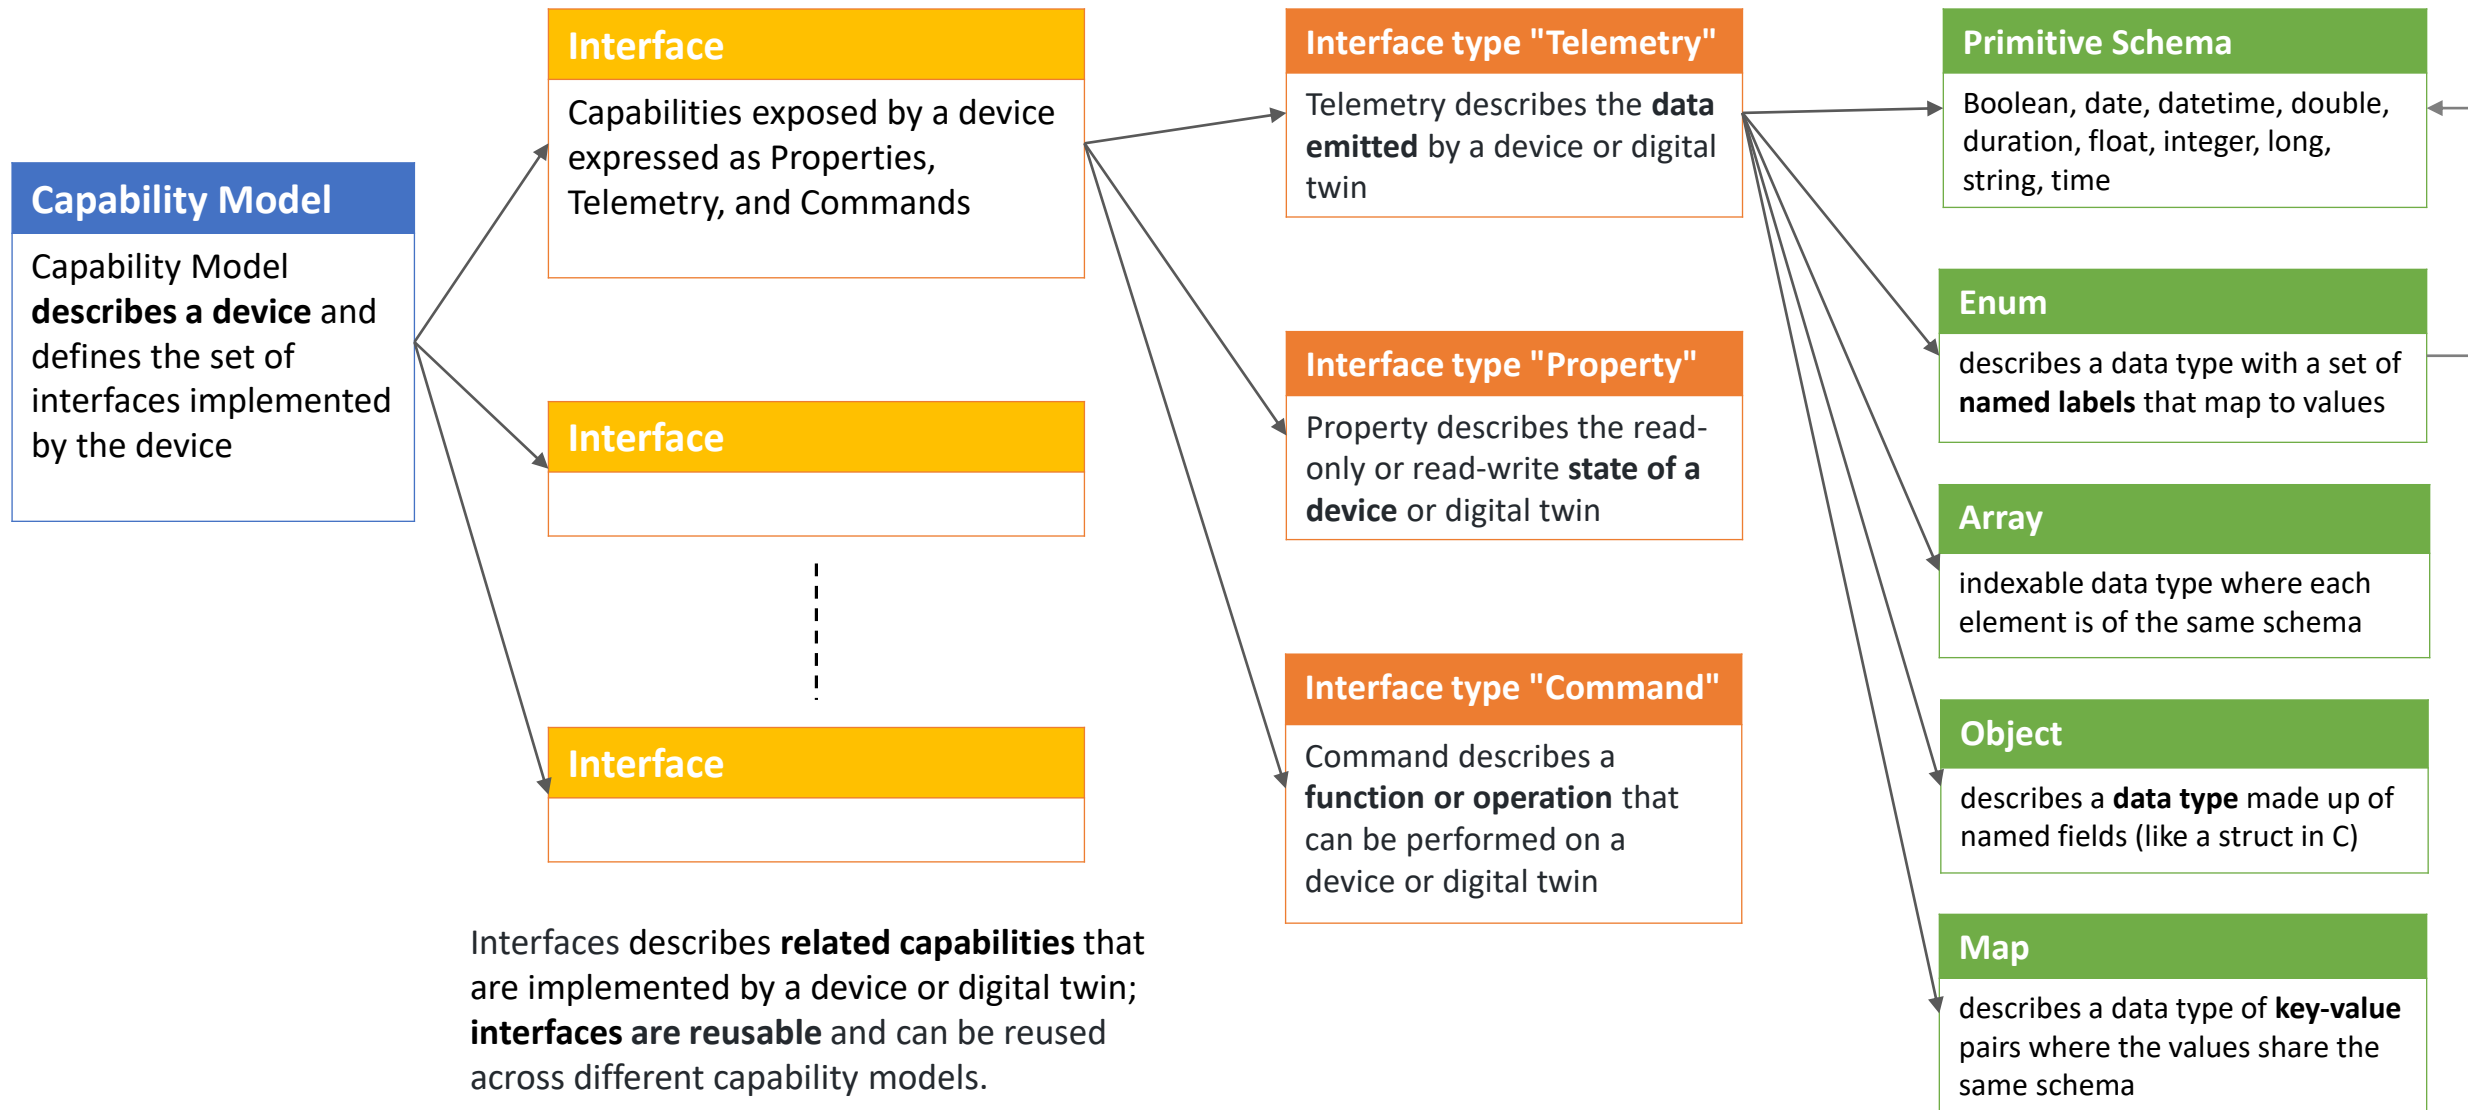 Capability Model
Capability Model
describes a device and
defines the set of
interfaces implemented
by the device
Interface
Capabilities exposed by a device
expressed as Properties,
Telemetry, and Commands
Interface
Interface
Interfaces describes related capabilities that
are implemented by a device or digital twin;
interfaces are reusable and can be reused
across different capability models.
Interface type "Telemetry"
Telemetry describes the data
emitted by a device or digital
twin
Interface type "Property"
Property describes the read-
only or read-write state of a
device or digital twin
Interface type "Command"
Command describes a
function or operation that
can be performed on a
device or digital twin
Primitive Schema
Boolean, date, datetime, double,
duration, float, integer, long,
string, time
Enum
describes a data type with a set of
named labels that map to values
Array
indexable data type where each
element is of the same schema
Object
describes a data type made up of
named fields (like a struct in C)
Map
describes a data type of key-value
pairs where the values share the
same schema